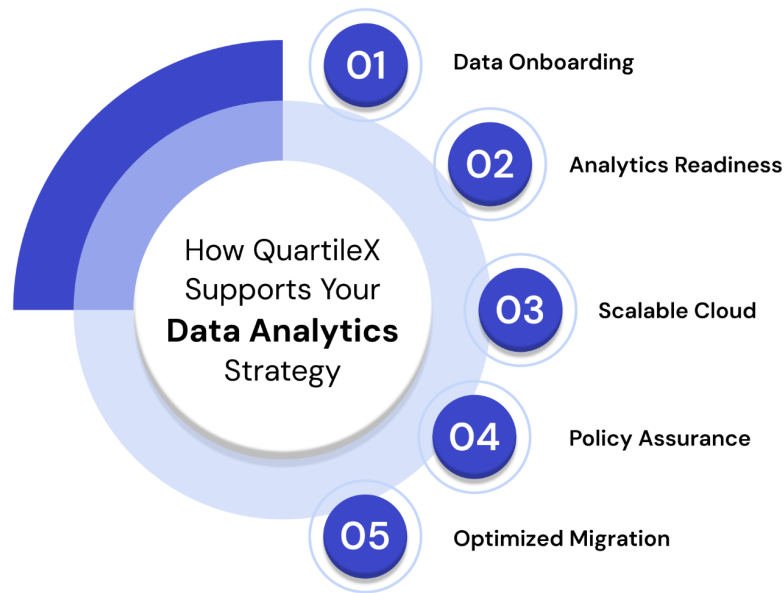 How QuartileX
Supports Your
Data Analytics
Strategy
01
Data Onboarding
02
Analytics Readiness
03
Scalable Cloud
04
Policy Assurance
05
Optimized Migration